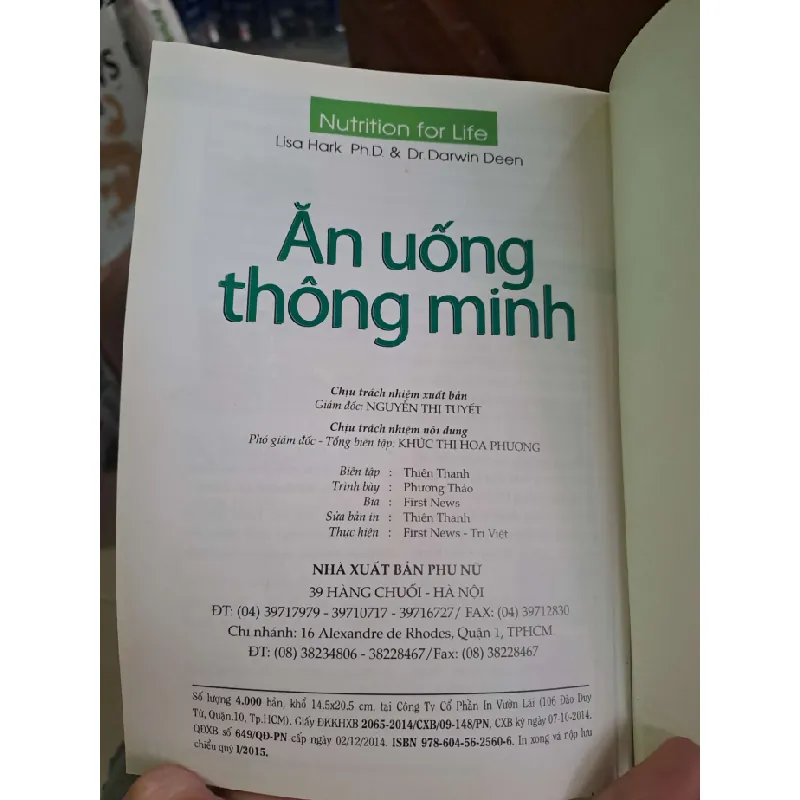 Nutrition for Life
Lisa Hark Ph.D. & Dr. Darwin Deen
Ăn uống
thông minh
Chịu trách nhiệm xuất bản
Giám đốc: NGUYỄN THỊ TUYẾT
Chịu trách nhiệm nội dung
Phó giám đốc - Tổng biên tập: KHÚC THỊ HOA PHƯỢNG
Biên tập : Thiên Thanh
Trình bày : Phương Thảo
Bìa : First News
Sửa bản in : Thiên Thanh
Thực hiện : First News - Trí Việt
NHÀ XUẤT BẢN PHỤ NỮ
39 HÀNG CHUỐI - HÀ NỘI
ĐT: (04) 39717979 - 39710717 - 39716727/ FAX: (04) 39712830
Chi nhánh: 16 Alexandre de Rhodes, Quận 1, TPHCM
ĐT: (08) 38234806 - 38228467/Fax: (08) 38228467
Số lượng 4.000 bản, khổ 14.5x20.5 cm, tại Công Ty Cổ Phần In Vườn Lài (106 Đào Duy
Từ, Quận.10, Tp.HCM). Giấy ĐKKHXB 2065-2014/CXB/09-148/PN, CXB ký ngày 07-10-2014.
QĐXB số 649/QĐ-PN cấp ngày 02/12/2014. ISBN 978-604-56-2560-6. In xong và nộp lưu
chiểu quý I/2015.